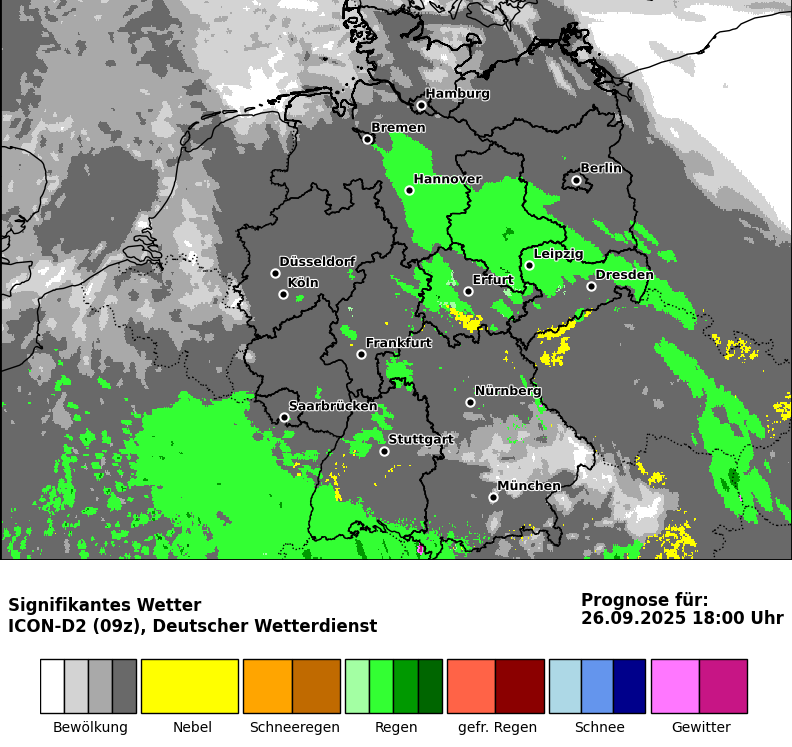 Hamburg
Bremen
Berlin
Hannover
Düsseldorf
Leipzig
Köln
Erfurt
Dresden
Frankfurt
Nürnberg
Saarbrücken
Stuttgart
München
Signifikantes Wetter
ICON-D2 (09z), Deutscher Wetterdienst
Prognose für:
26.09.2025 18:00 Uhr
Bewölkung Nebel Schneeregen Regen gefr. Regen Schnee Gewitter